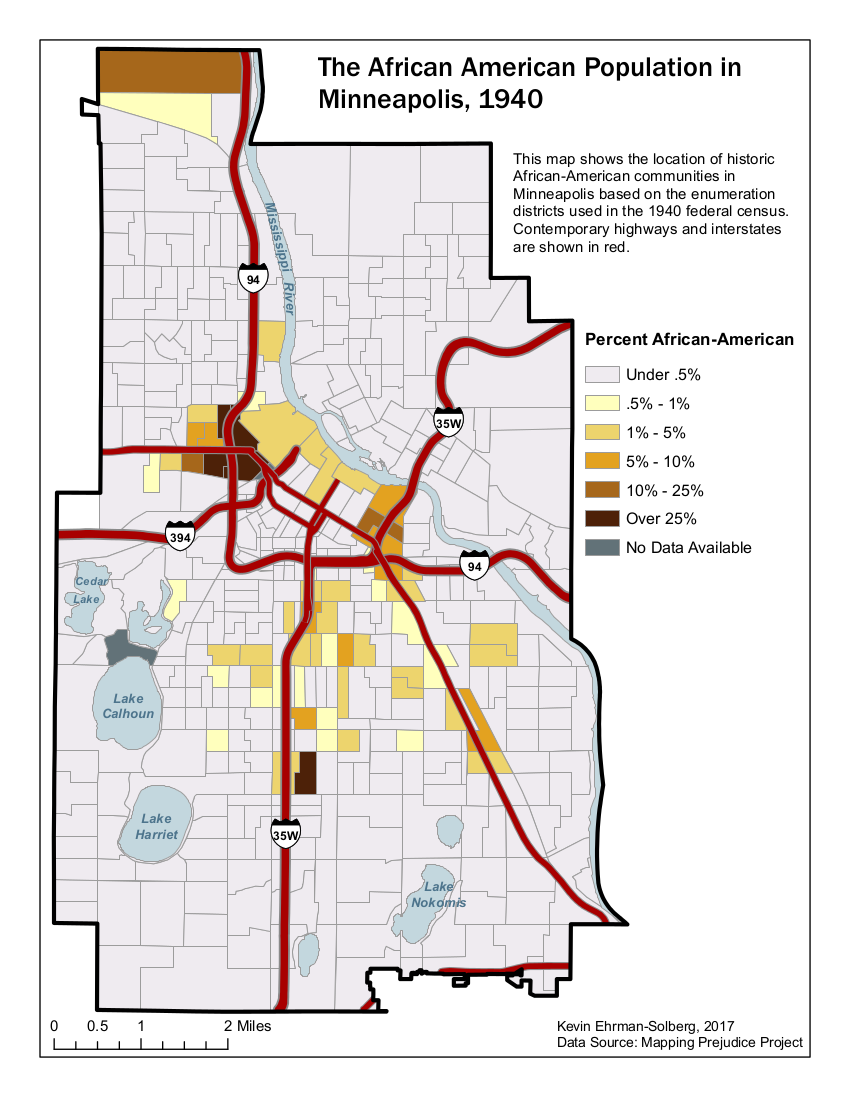 The African American Population in
Minneapolis, 1940
This map shows the location of historic
African-American communities in
Minneapolis based on the enumeration
districts used in the 1940 federal census.
Contemporary highways and interstates
are shown in red.
Mississippi River
94
Percent African-American
Under .5%
.5% - 1%
1% - 5%
5% - 10%
10% - 25%
Over 25%
No Data Available
35W
394
94
Cedar
Lake
Lake
Calhoun
Lake
Harriet
35W
Lake
Nokomis
0 0.5 1 2 Miles
Kevin Ehrman-Solberg, 2017
Data Source: Mapping Prejudice Project